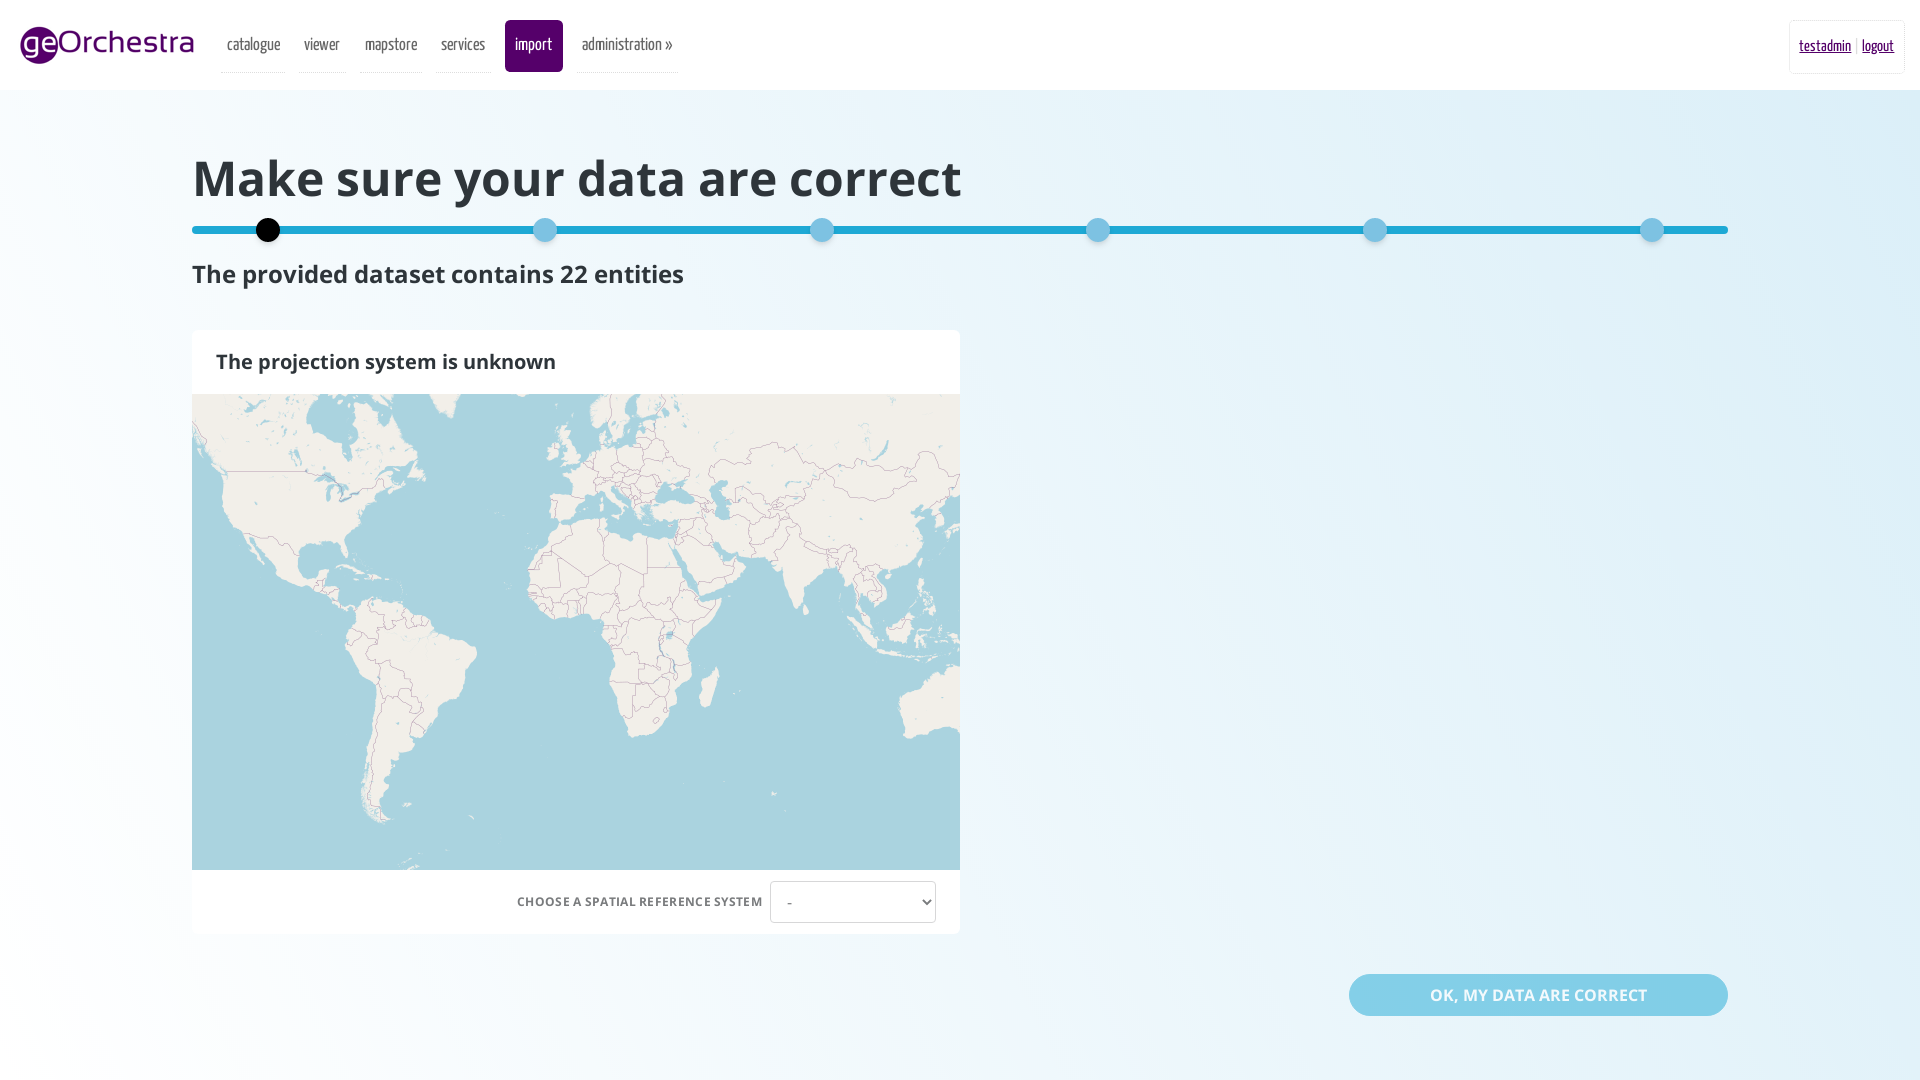 geOrchestra
catalogue viewer mapstore services import administration »
testadmin logout
Make sure your data are correct
The provided dataset contains 22 entities
The projection system is unknown
CHOOSE A SPATIAL REFERENCE SYSTEM -
OK, MY DATA ARE CORRECT